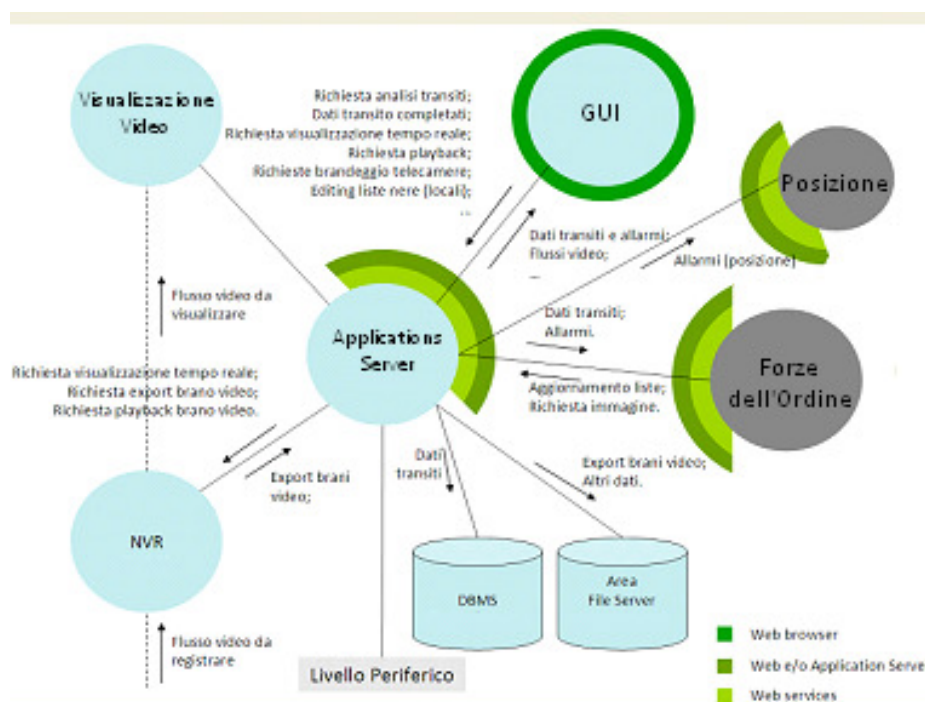 Visualizzazione
Video
Richiesta analisi transiti;
Dati transito completati;
Richiesta visualizzazione tempo reale;
Richiesta playback;
Richieste brandeggio telecamere;
Editing liste nere (locali);
...
GUI
Posizione
Dati transiti e allarmi;
Flussi video;
...
Allarmi (posizione)
Flusso video da
visualizzare
Applications
Server
Dati transiti;
Allarmi.
Forze
dell'Ordine
Richiesta visualizzazione tempo reale;
Richiesta export brano video;
Richiesta playback brano video.
Aggiornamento liste;
Richiesta immagine.
Export brani
video;
Dati
transiti
Export brani video;
Altri dati.
NVR
DBMS
Area
File Server
Flusso video da
registrare
Livello Periferico
Web browser
Web e/o Application Serve
Web services